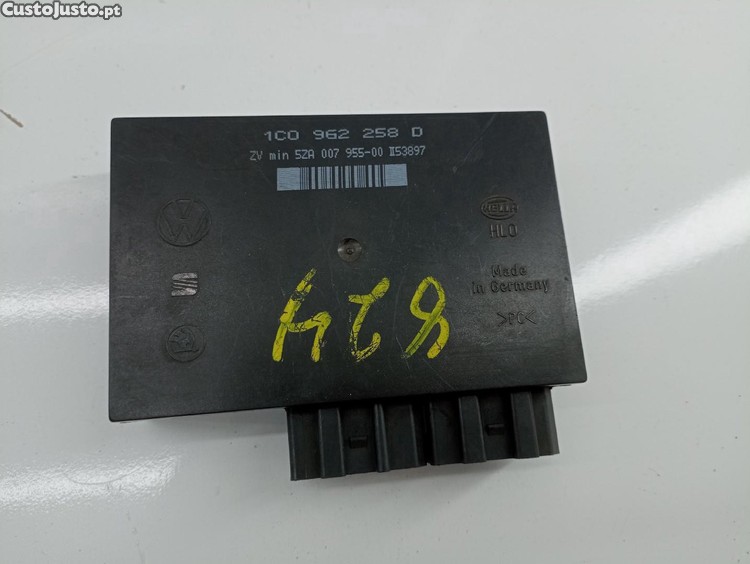 CustoJusto.pt
1C0 962 258 D
ZV min 5ZA 007 955-00 II53897
HELLA
HLO
Made
in Germany
>PC<